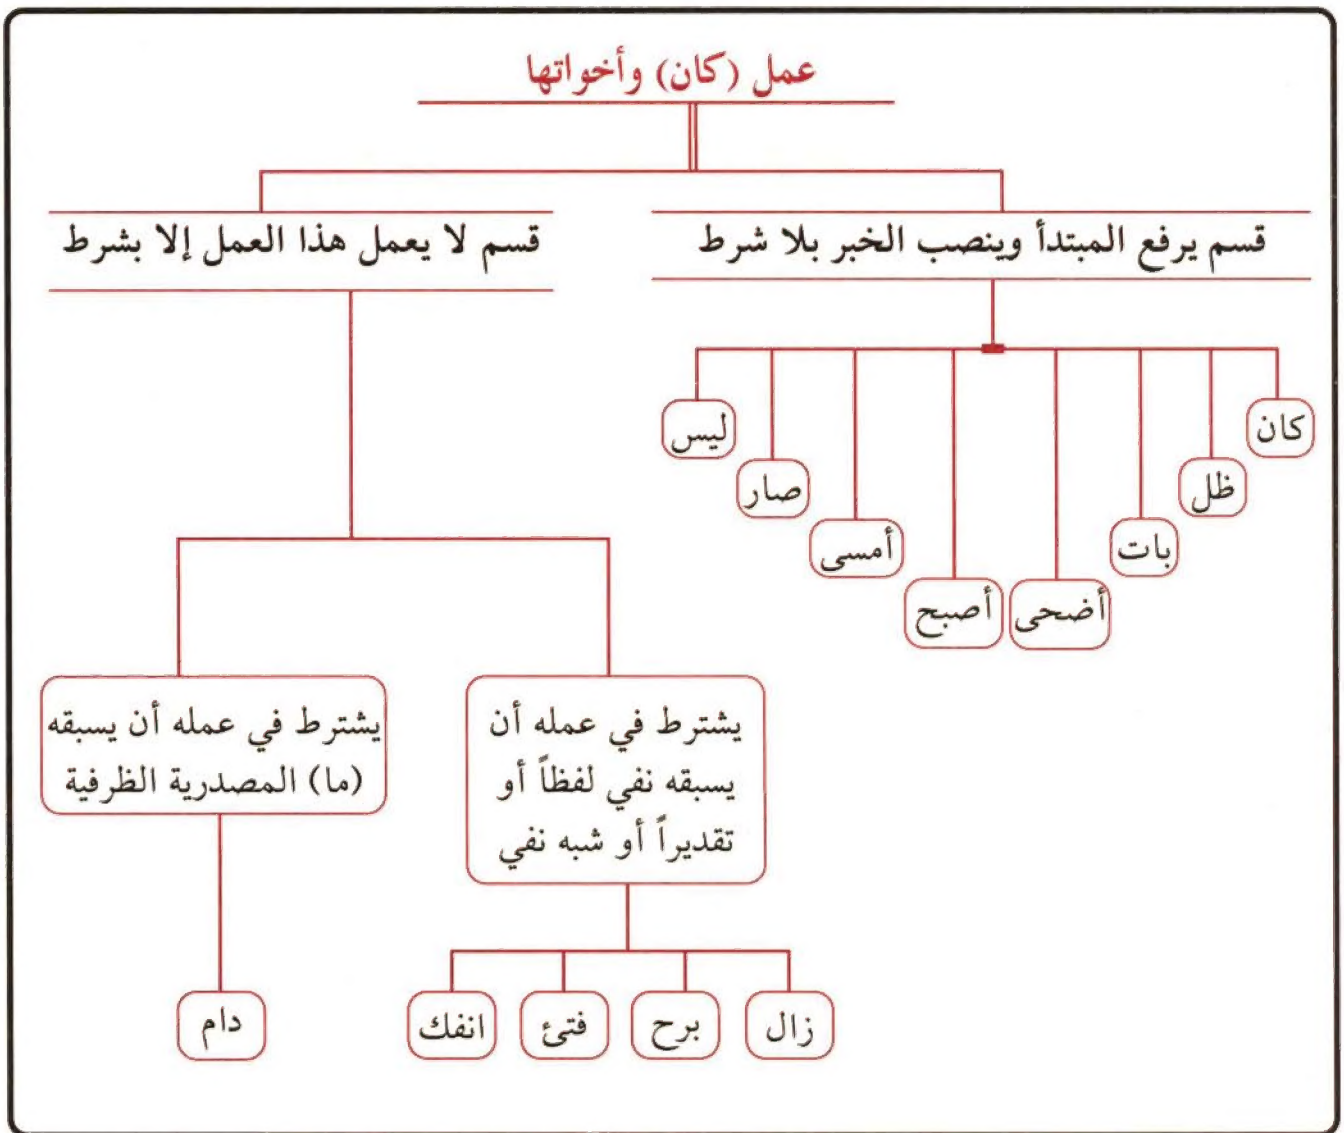 عمل (كان) وأخواتها
قسم يرفع المبتدأ وينصب الخبر بلا شرط
قسم لا يعمل هذا العمل إلا بشرط
كان
ظل
بات
أضحى
أصبح
أمسى
صار
ليس
يشترط في عمله أن
يسبقه نفي لفظاً أو
تقديراً أو شبه نفي
يشترط في عمله أن يسبقه
(ما) المصدرية الظرفية
زال
برح
فتئ
انفك
دام